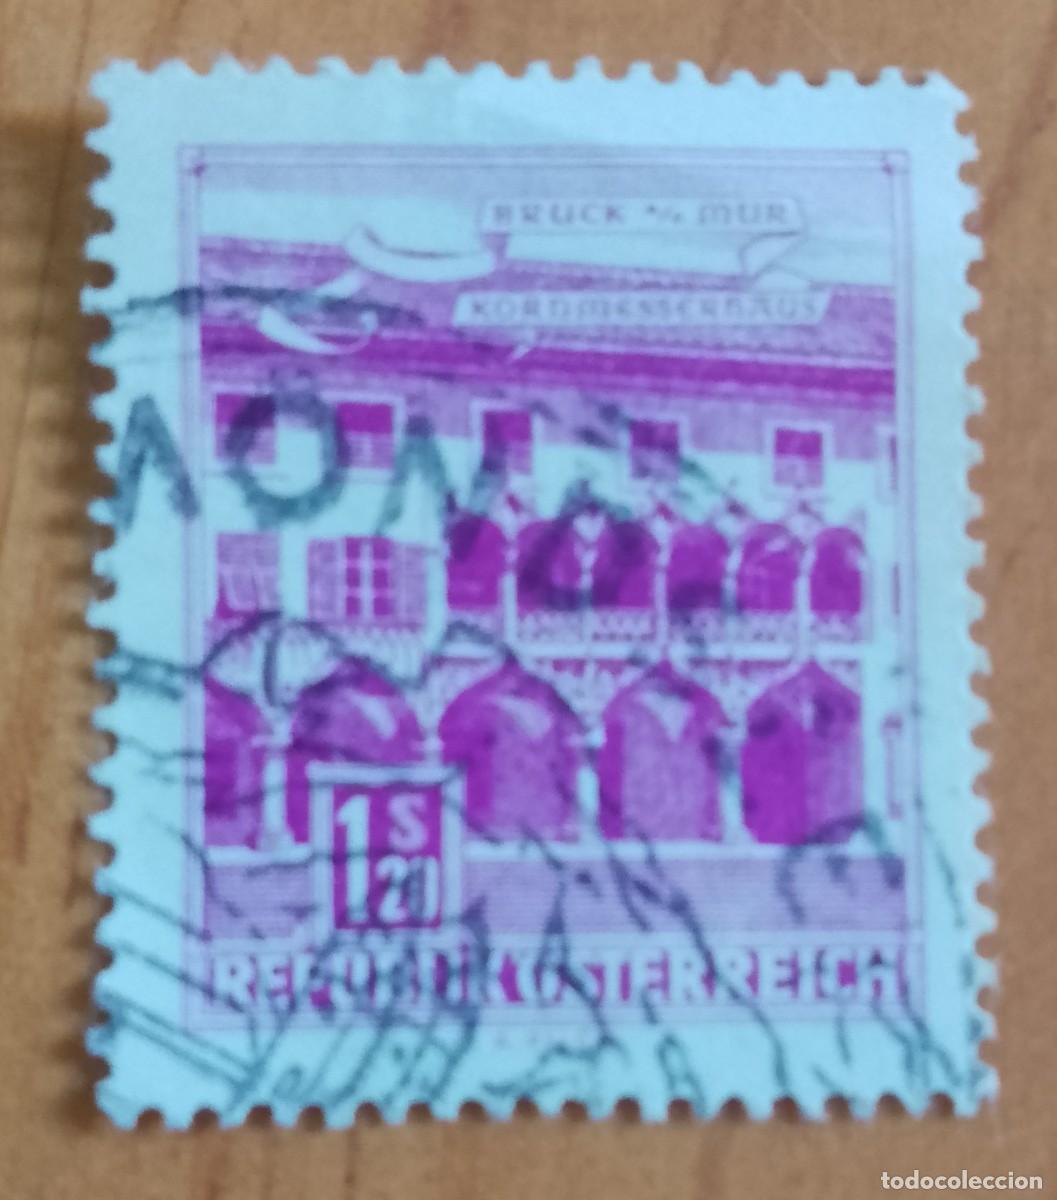 BRUCK a/d MUR
KORNMESSERHAUS
1 S
20
REPUBLIK ÖSTERREICH
todocoleccion